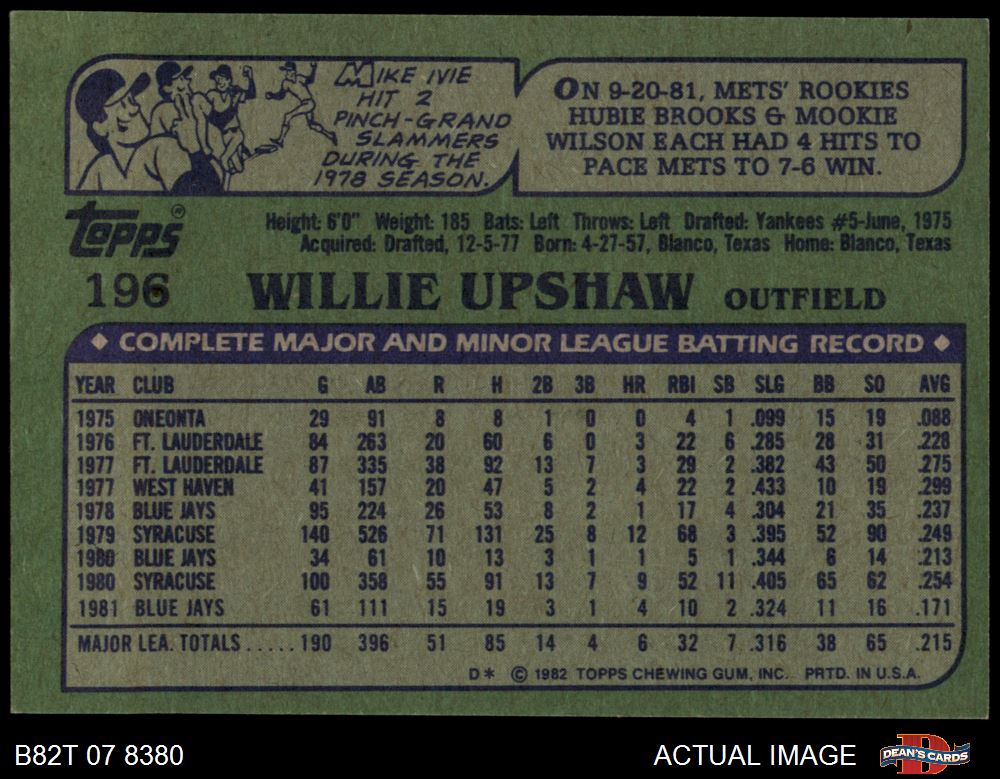 MIKE IVIE
HIT 2
PINCH-GRAND
SLAMMERS
DURING THE
1978 SEASON.
ON 9-20-81, METS' ROOKIES
HUBIE BROOKS & MOOKIE
WILSON EACH HAD 4 HITS TO
PACE METS TO 7-6 WIN.
Topps®
Height: 6'0" Weight: 185 Bats: Left Throws: Left Drafted: Yankees #5-June, 1975
Acquired: Drafted, 12-5-77 Born: 4-27-57, Blanco, Texas Home: Blanco, Texas
196 WILLIE UPSHAW OUTFIELD
◆ COMPLETE MAJOR AND MINOR LEAGUE BATTING RECORD ◆
YEAR CLUB G AB R H 2B 3B HR RBI SB SLG BB SO AVG
1975 ONEONTA 29 91 8 8 1 0 0 4 1 .099 15 19 .088
1976 FT. LAUDERDALE 84 263 20 60 6 0 3 22 6 .285 28 31 .228
1977 FT. LAUDERDALE 87 335 38 92 13 7 3 29 2 .382 43 50 .275
1977 WEST HAVEN 41 157 20 47 5 2 4 22 2 .433 10 19 .299
1978 BLUE JAYS 95 224 26 53 8 2 1 17 4 .304 21 35 .237
1979 SYRACUSE 140 526 71 131 25 8 12 68 3 .395 52 90 .249
1980 BLUE JAYS 34 61 10 13 3 1 1 5 1 .344 6 14 .213
1980 SYRACUSE 100 358 55 91 13 7 9 52 11 .405 65 62 .254
1981 BLUE JAYS 61 111 15 19 3 1 4 10 2 .324 11 16 .171
MAJOR LEA. TOTALS ..... 190 396 51 85 14 4 6 32 7 .316 38 65 .215
D* © 1982 TOPPS CHEWING GUM, INC. PRTD. IN U.S.A.
B82T 07 8380 ACTUAL IMAGE DEAN'S CARDS